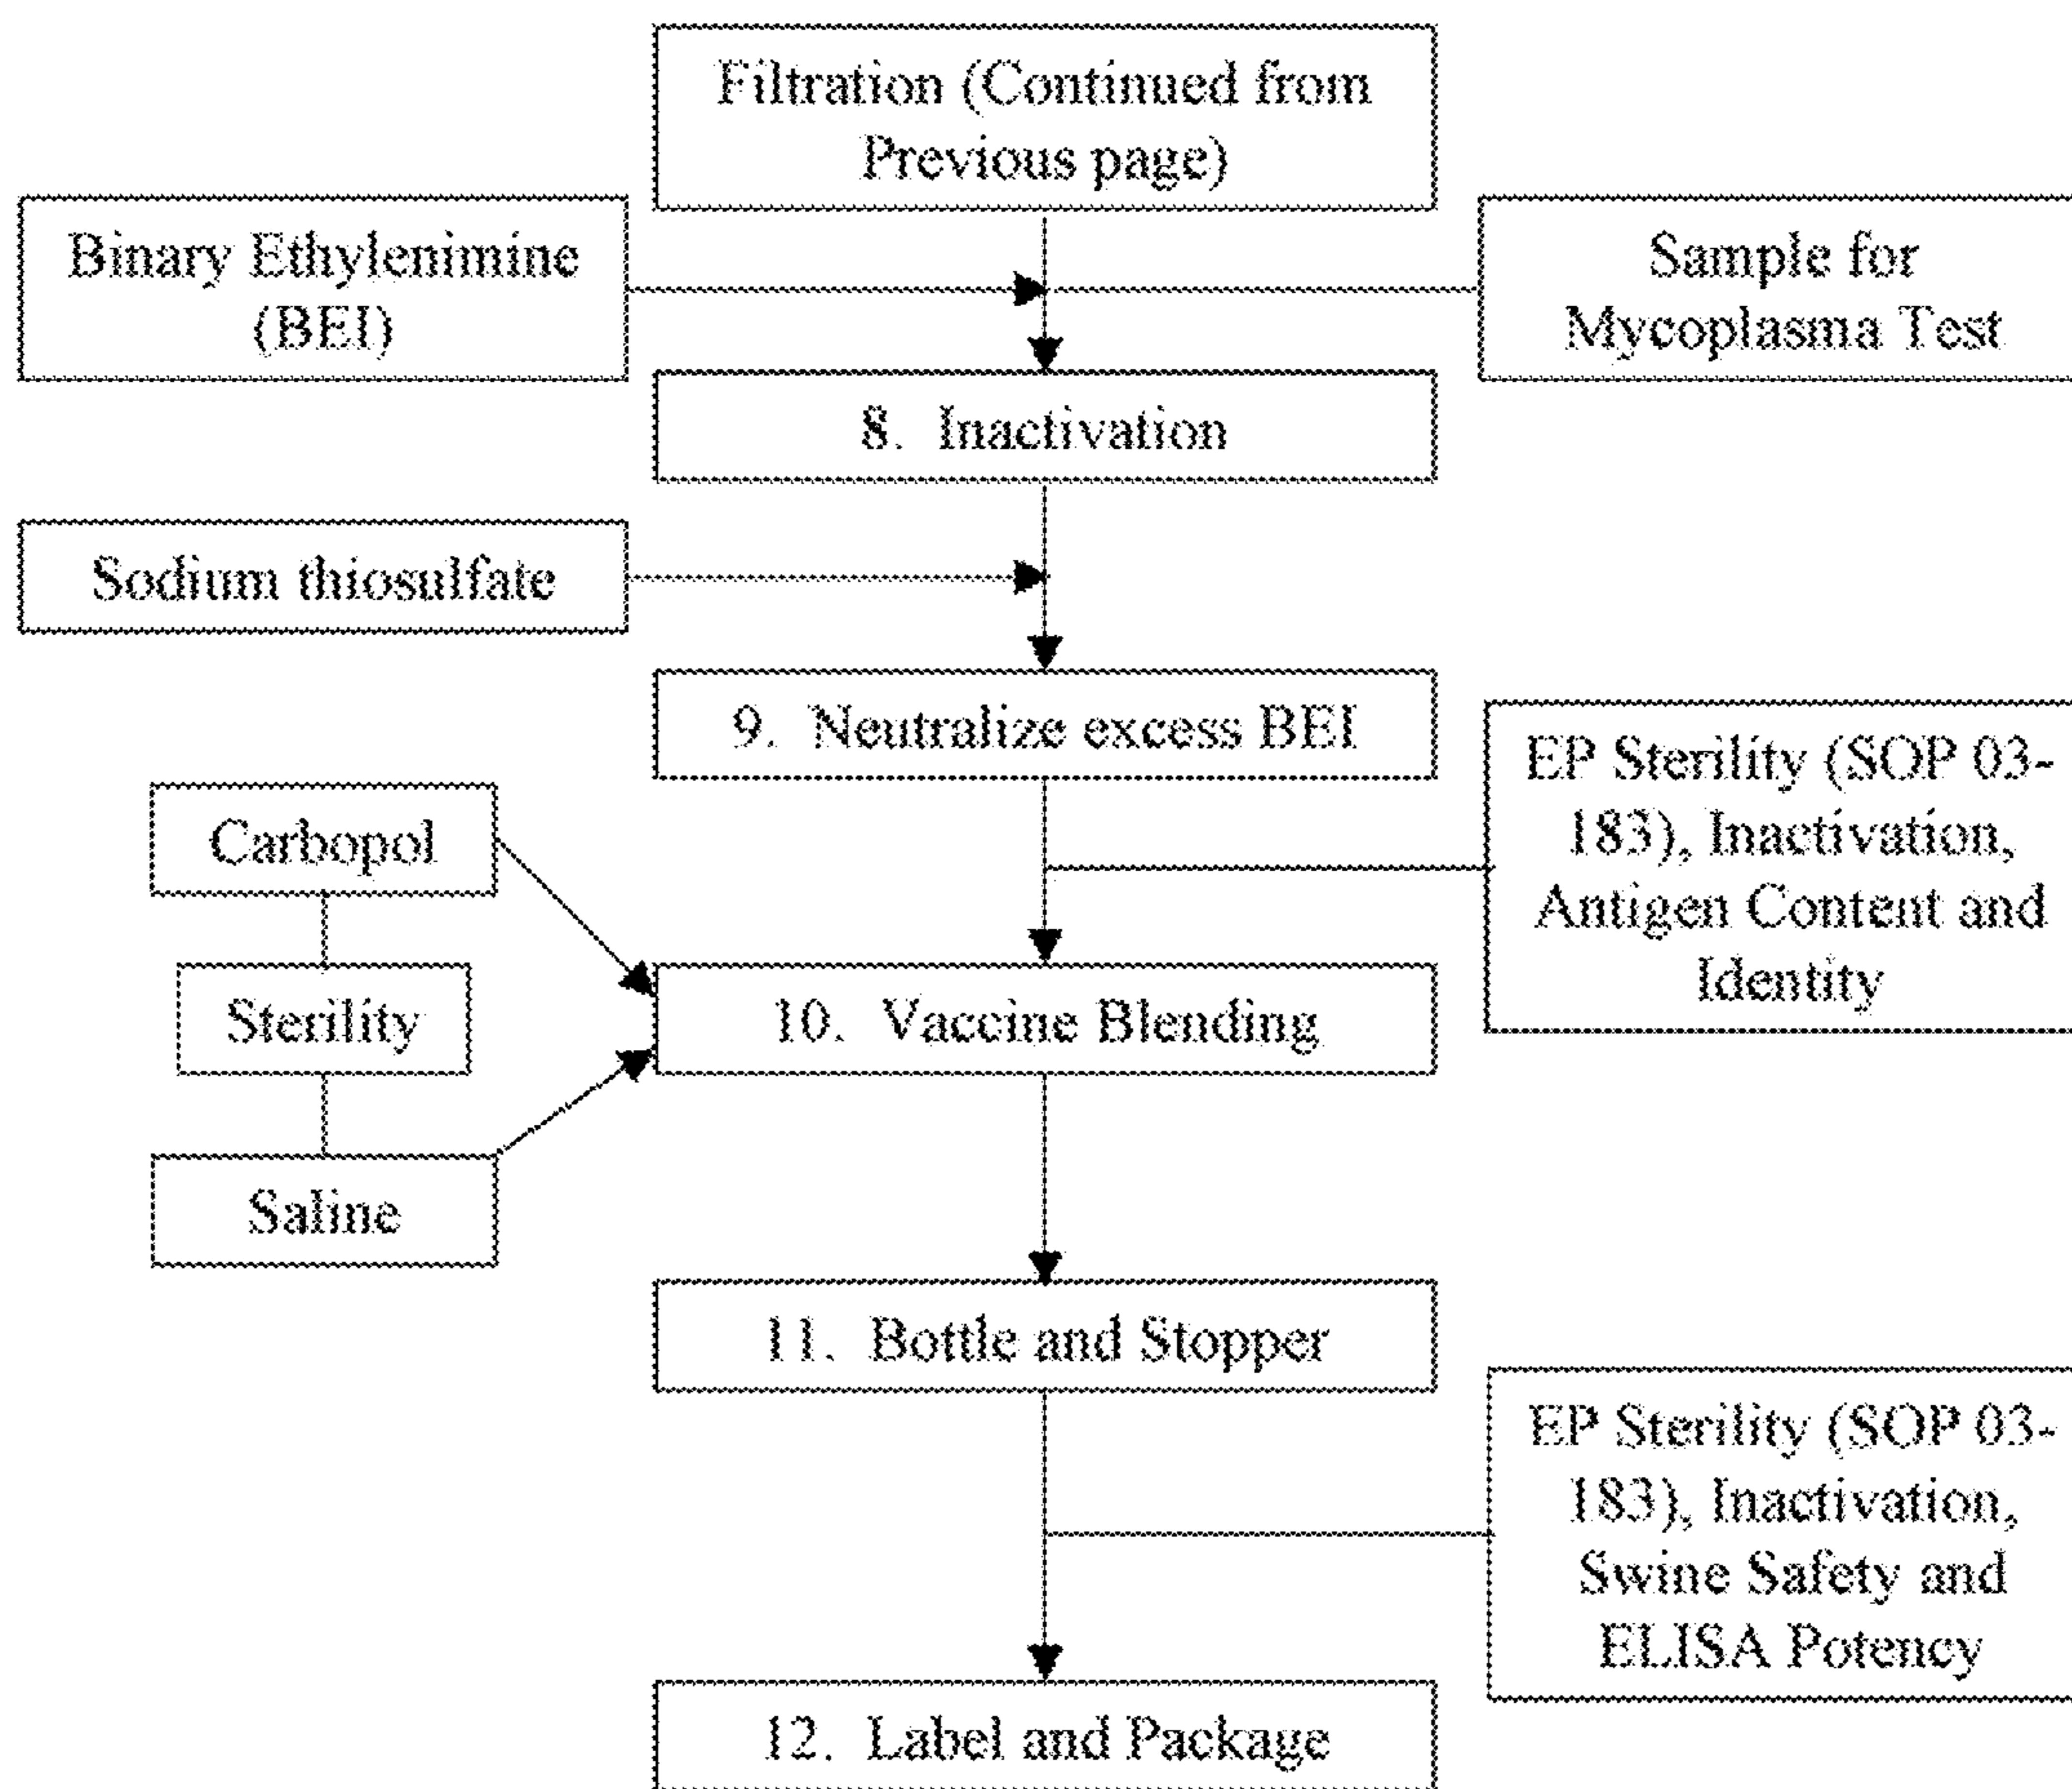 Filtration (Continued from
Previous page)
Binary Ethylenimine
(BEI)
Sample for
Mycoplasma Test
8. Inactivation
Sodium thiosulfate
9. Neutralize excess BEI
EP Sterility (SOP 03-
183), Inactivation,
Antigen Content and
Identity
Carbopol
Sterility
Saline
10. Vaccine Blending
11. Bottle and Stopper
EP Sterility (SOP 03-
183), Inactivation,
Swine Safety and
ELISA Potency
12. Label and Package